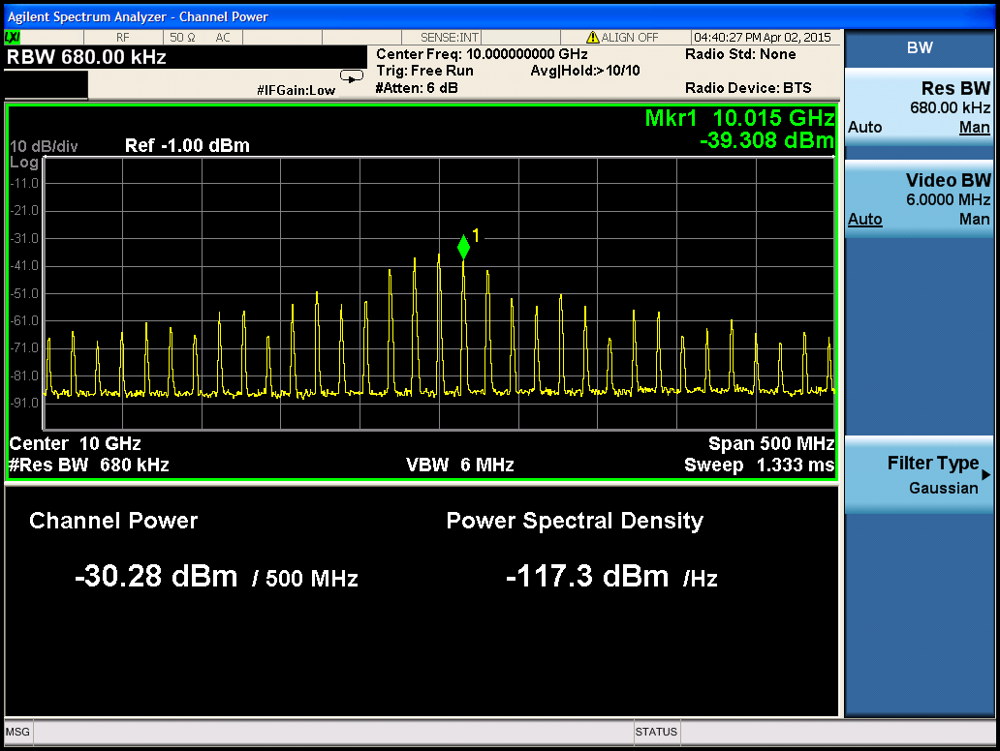 Agilent Spectrum Analyzer - Channel Power
LXI
RF 50 Ω AC SENSE:INT ALIGN OFF 04:40:27 PM Apr 02, 2015
RBW 680.00 kHz
Center Freq: 10.000000000 GHz Radio Std: None
Trig: Free Run Avg|Hold:>10/10
#IFGain:Low #Atten: 6 dB Radio Device: BTS
Mkr1 10.015 GHz
-39.308 dBm
10 dB/div Ref -1.00 dBm
Log
-11.0
-21.0
-31.0
-41.0
-51.0
-61.0
-71.0
-81.0
-91.0
1
Center 10 GHz Span 500 MHz
#Res BW 680 kHz VBW 6 MHz Sweep 1.333 ms
Channel Power Power Spectral Density
-30.28 dBm / 500 MHz -117.3 dBm /Hz
BW
Res BW
680.00 kHz
Auto Man
Video BW
6.0000 MHz
Auto Man
Filter Type
Gaussian
MSG STATUS